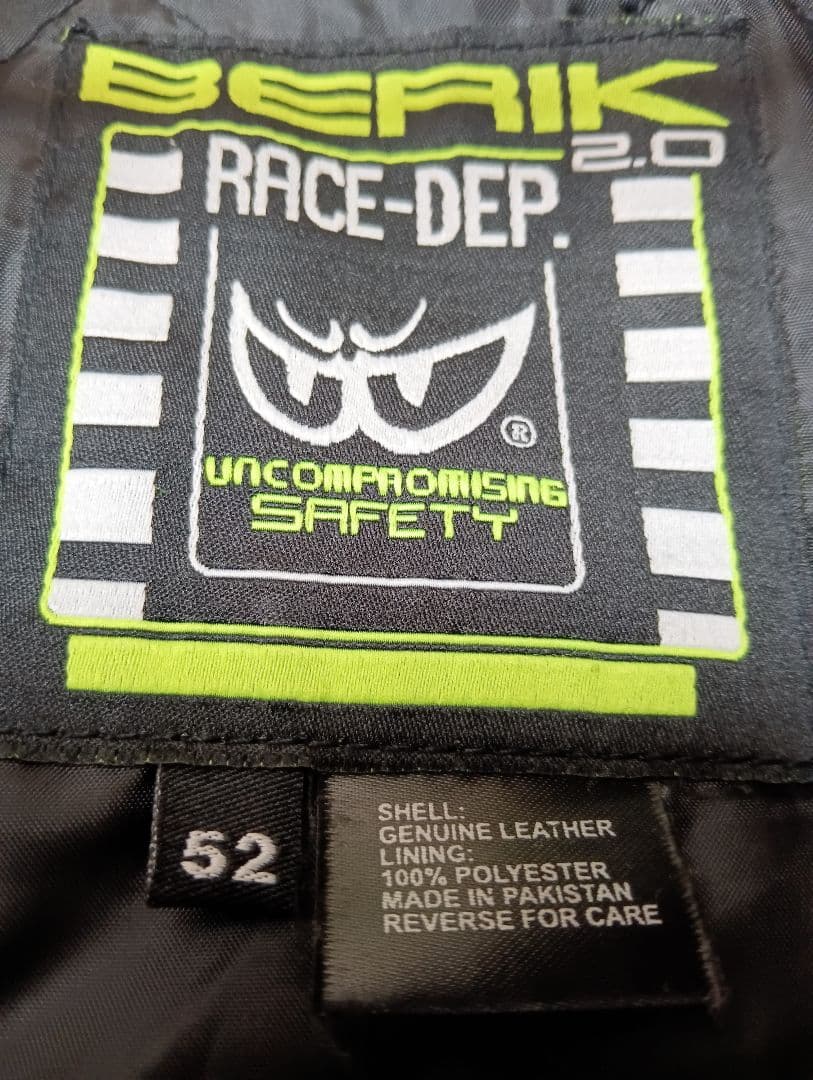 BERIK
2.0
RACE-DEP.
®
UNCOMPROMISING
SAFETY
52
SHELL:
GENUINE LEATHER
LINING:
100% POLYESTER
MADE IN PAKISTAN
REVERSE FOR CARE